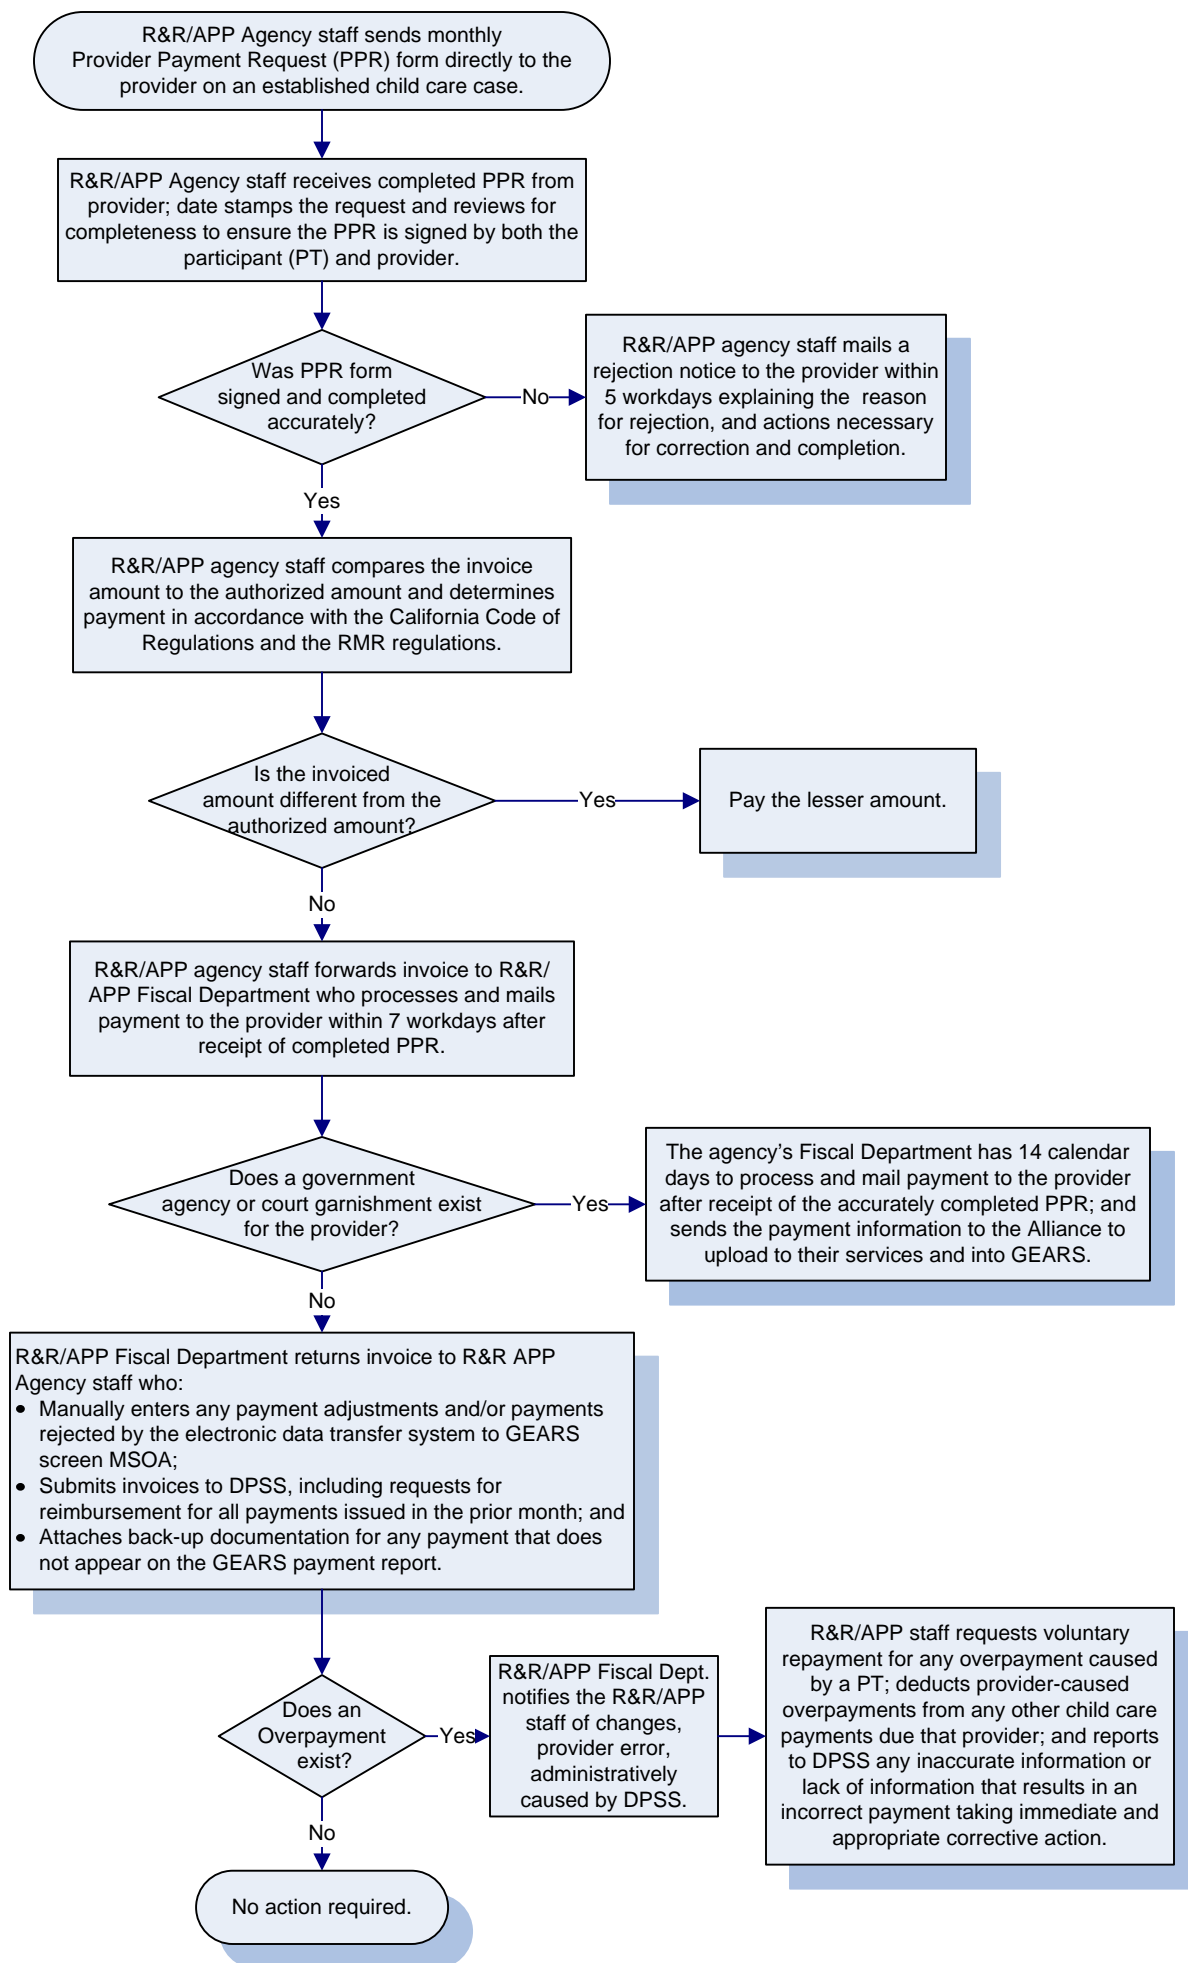 R&R/APP Agency staff sends monthly
Provider Payment Request (PPR) form directly to the
provider on an established child care case.
R&R/APP Agency staff receives completed PPR from
provider; date stamps the request and reviews for
completeness to ensure the PPR is signed by both the
participant (PT) and provider.
Was PPR form
signed and completed
accurately?
No
R&R/APP agency staff mails a
rejection notice to the provider within
5 workdays explaining the reason
for rejection, and actions necessary
for correction and completion.
Yes
R&R/APP agency staff compares the invoice
amount to the authorized amount and determines
payment in accordance with the California Code of
Regulations and the RMR regulations.
Is the invoiced
amount different from the
authorized amount?
Yes
Pay the lesser amount.
No
R&R/APP agency staff forwards invoice to R&R/
APP Fiscal Department who processes and mails
payment to the provider within 7 workdays after
receipt of completed PPR.
Does a government
agency or court garnishment exist
for the provider?
Yes
The agency’s Fiscal Department has 14 calendar
days to process and mail payment to the provider
after receipt of the accurately completed PPR; and
sends the payment information to the Alliance to
upload to their services and into GEARS.
No
R&R/APP Fiscal Department returns invoice to R&R APP
Agency staff who:
• Manually enters any payment adjustments and/or payments
rejected by the electronic data transfer system to GEARS
screen MSOA;
• Submits invoices to DPSS, including requests for
reimbursement for all payments issued in the prior month; and
• Attaches back-up documentation for any payment that does
not appear on the GEARS payment report.
Does an
Overpayment
exist?
Yes
R&R/APP Fiscal Dept.
notifies the R&R/APP
staff of changes,
provider error,
administratively
caused by DPSS.
R&R/APP staff requests voluntary
repayment for any overpayment caused
by a PT; deducts provider-caused
overpayments from any other child care
payments due that provider; and reports
to DPSS any inaccurate information or
lack of information that results in an
incorrect payment taking immediate and
appropriate corrective action.
No
No action required.